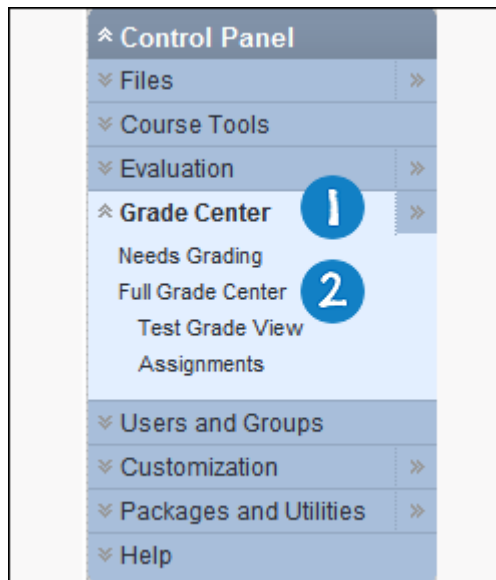 Control Panel
Files
Course Tools
Evaluation
Grade Center 1
Needs Grading
Full Grade Center 2
Test Grade View
Assignments
Users and Groups
Customization
Packages and Utilities
Help